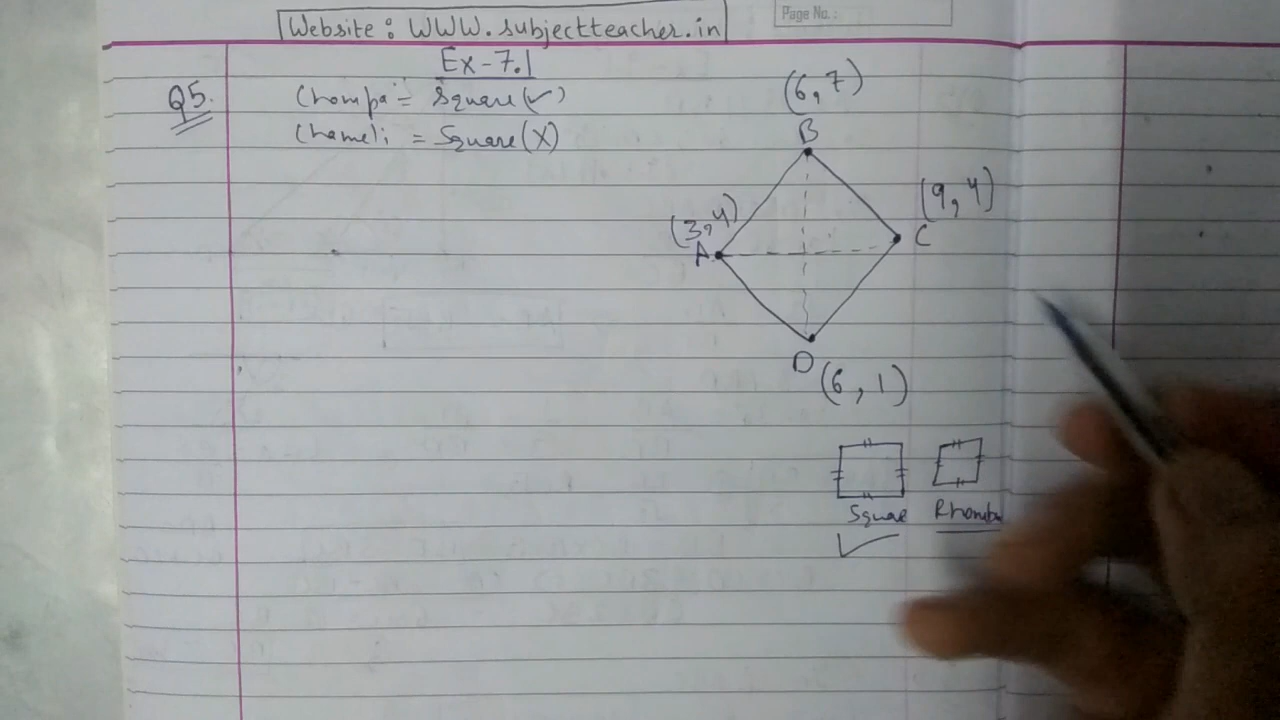 Page No.:
Website : WWW.subjectteacher.in
Ex-7.1
Q5.
Champa = Square(✓)
Chameli = Square(X)
(6,7)
B
(9,4)
(3,4)
A
C
D
(6,1)
Square